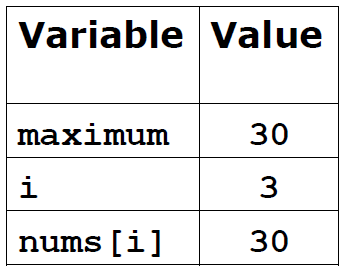 Variable Value
maximum 30
i 3
nums[i] 30